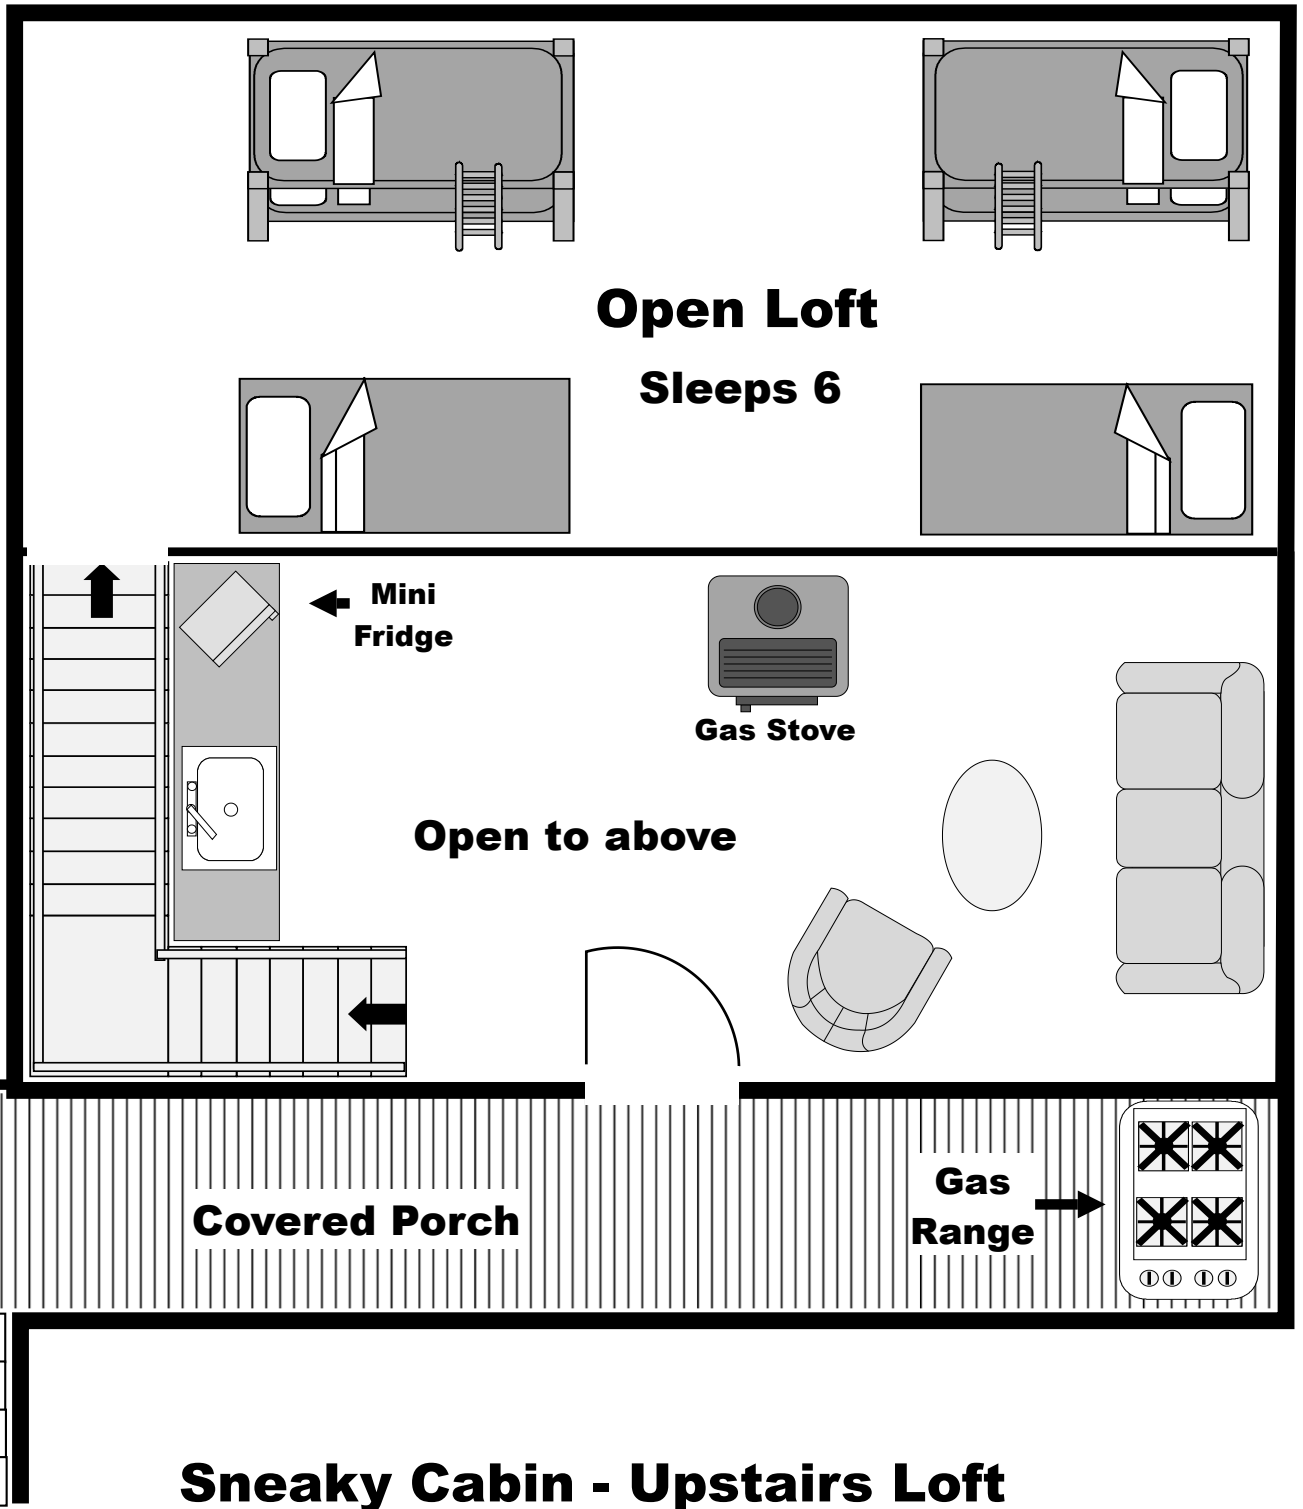 Open Loft
Sleeps 6
Mini
Fridge
Gas Stove
Open to above
Gas
Range
Covered Porch
Sneaky Cabin - Upstairs Loft